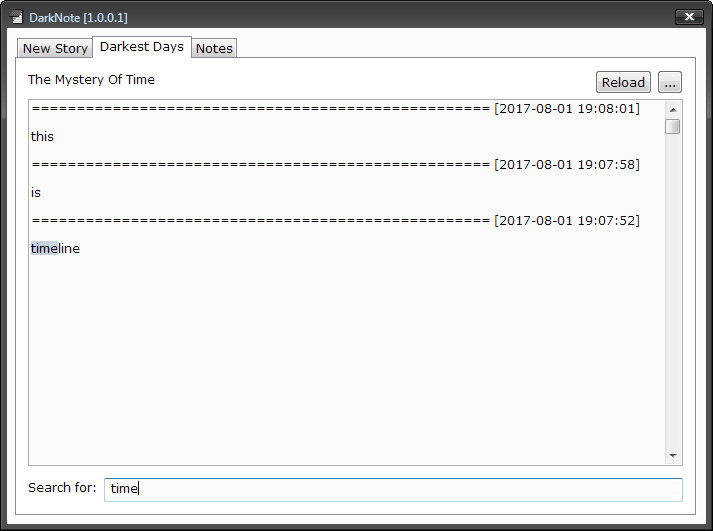 DarkNote [1.0.0.1]
New Story Darkest Days Notes
The Mystery Of Time Reload ...
=================================================== [2017-08-01 19:08:01]
this
=================================================== [2017-08-01 19:07:58]
is
=================================================== [2017-08-01 19:07:52]
timeline
Search for: time